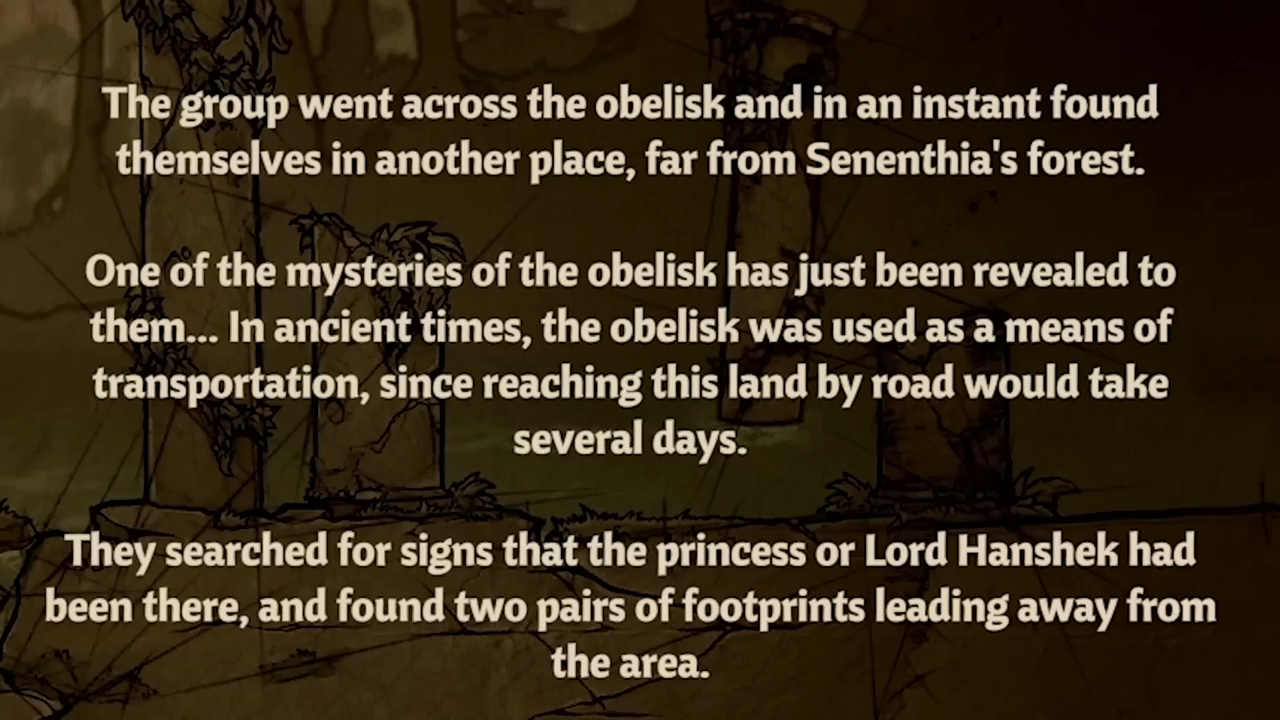 The group went across the obelisk and in an instant found
themselves in another place, far from Senenthia's forest.
One of the mysteries of the obelisk has just been revealed to
them... In ancient times, the obelisk was used as a means of
transportation, since reaching this land by road would take
several days.
They searched for signs that the princess or Lord Hanshek had
been there, and found two pairs of footprints leading away from
the area.